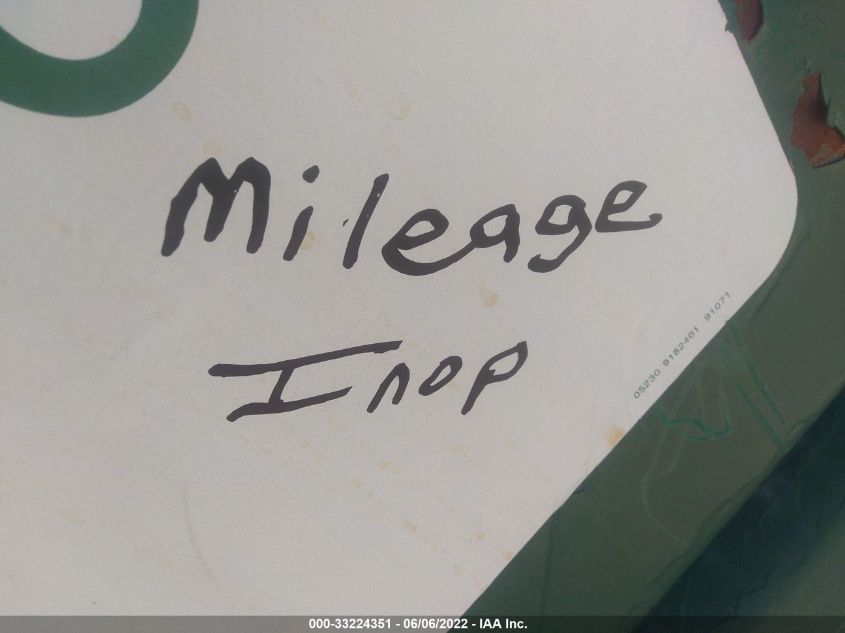 Mileage
Inop
05230 9182401 91071
000-33224351 - 06/06/2022 - IAA Inc.